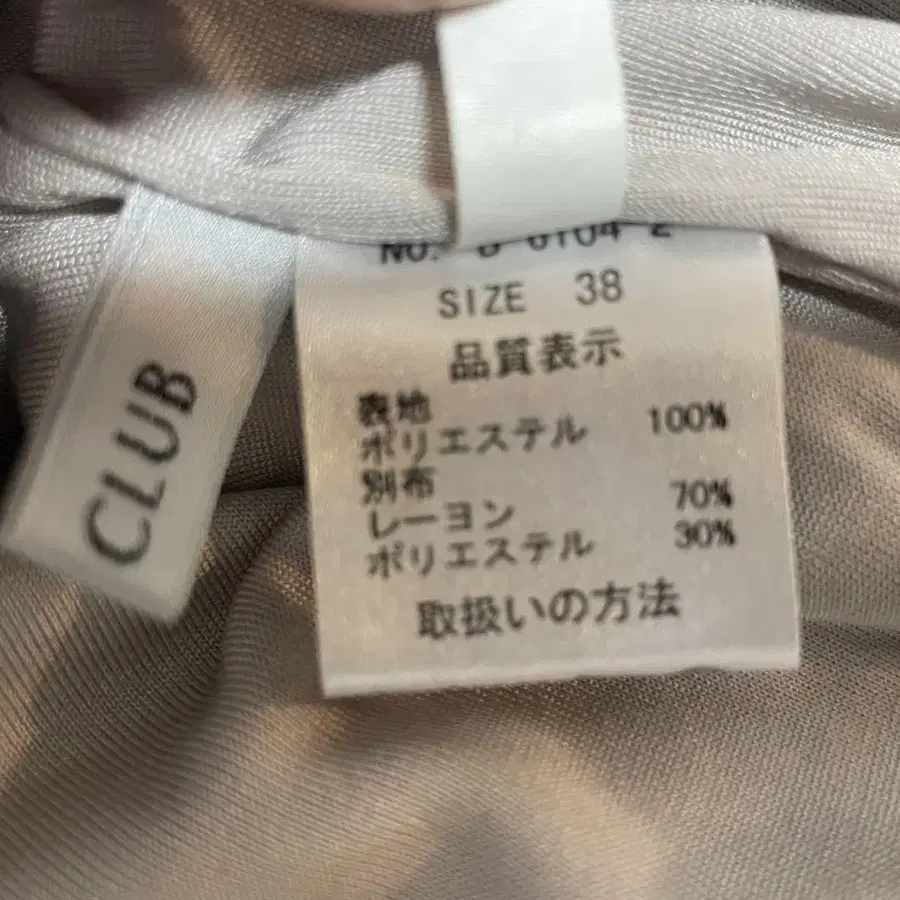 CLUB
NO.
SIZE 38
品質表示
表地
ポリエステル 100%
別布
レーヨン 70%
ポリエステル 30%
取扱いの方法